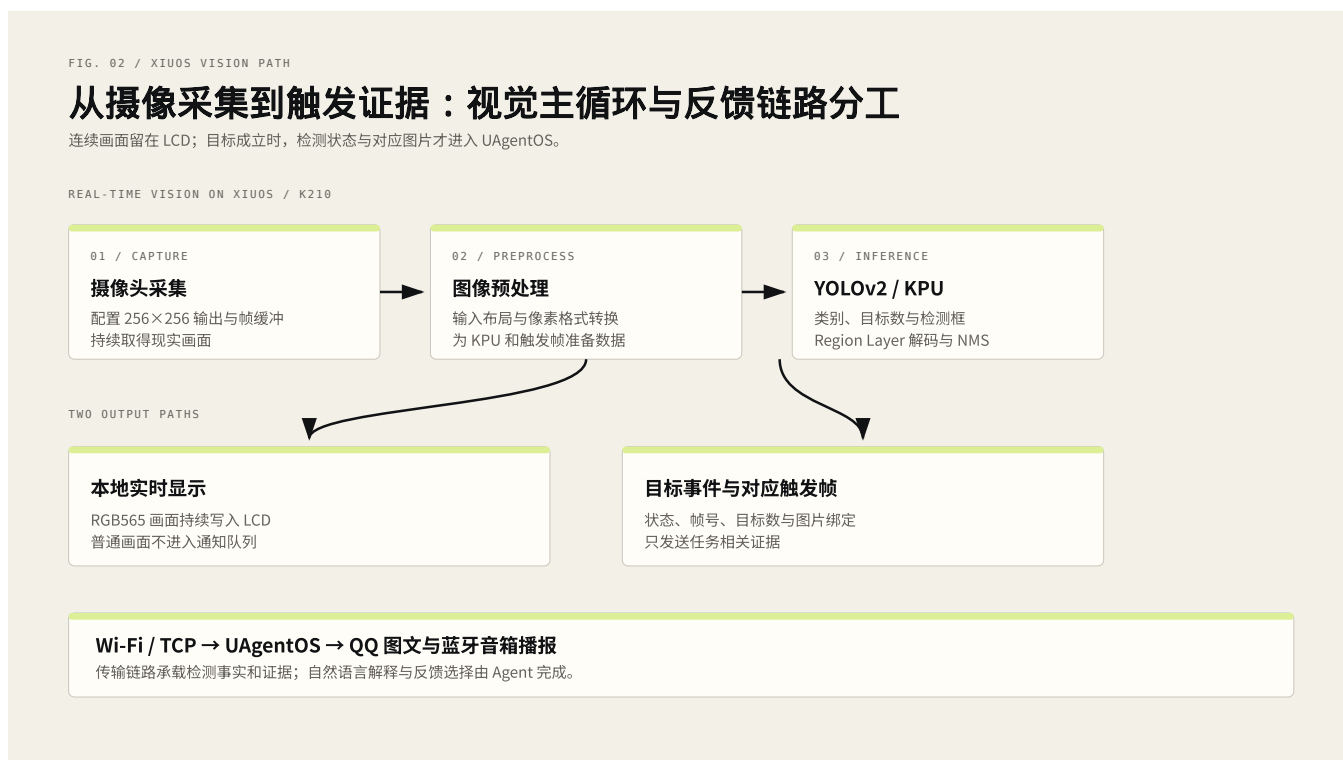 FIG. 02 / XIUOS VISION PATH
从摄像采集到触发证据：视觉主循环与反馈链路分工
连续画面留在 LCD；目标成立时，检测状态与对应图片才进入 UAgentOS。
REAL-TIME VISION ON XIUOS / K210
01 / CAPTURE
摄像头采集
配置 256×256 输出与帧缓冲
持续取得现实画面
02 / PREPROCESS
图像预处理
输入布局与像素格式转换
为 KPU 和触发帧准备数据
03 / INFERENCE
YOLOv2 / KPU
类别、目标数与检测框
Region Layer 解码与 NMS
TWO OUTPUT PATHS
本地实时显示
RGB565 画面持续写入 LCD
普通画面不进入通知队列
目标事件与对应触发帧
状态、帧号、目标数与图片绑定
只发送任务相关证据
Wi-Fi / TCP → UAgentOS → QQ 图文与蓝牙音箱播报
传输链路承载检测事实和证据；自然语言解释与反馈选择由 Agent 完成。